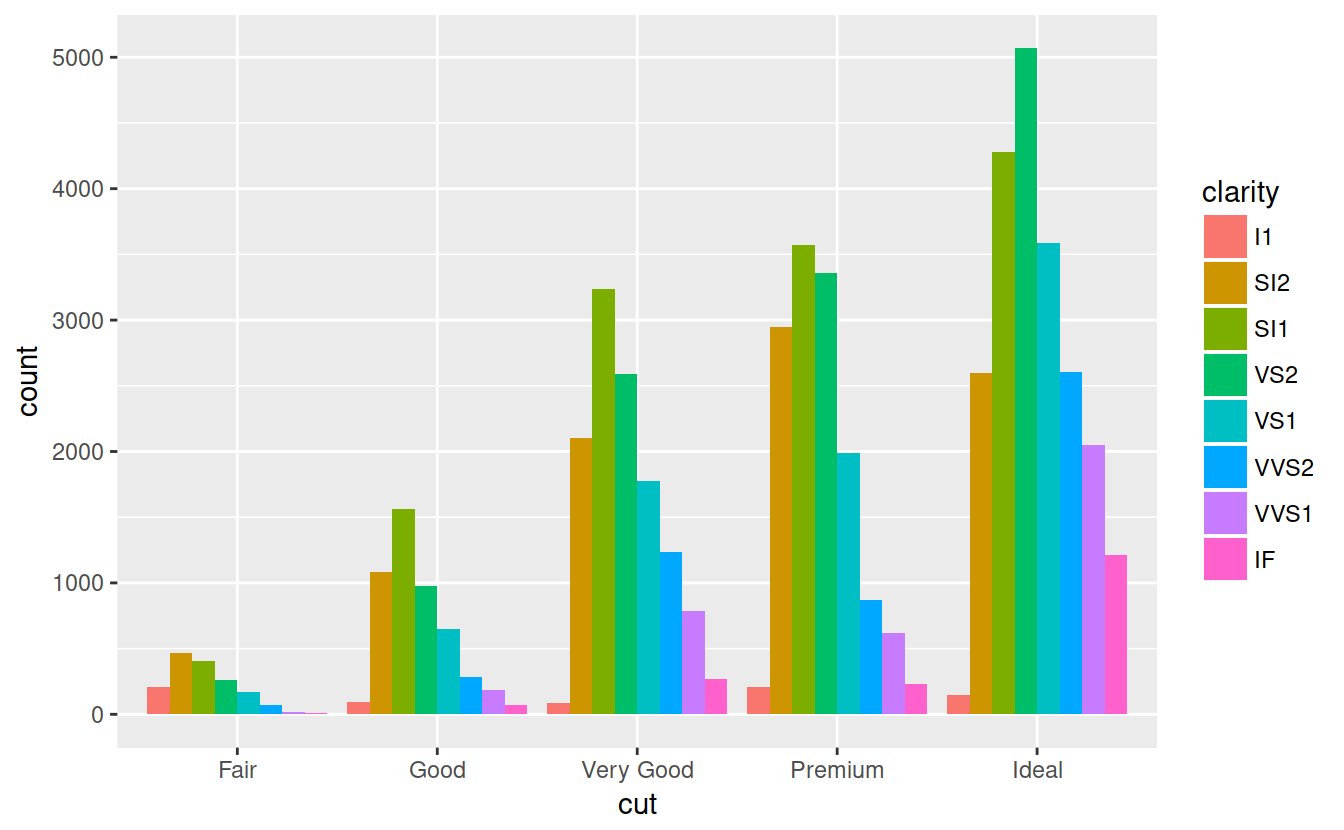 5000
4000
3000
2000
1000
0
count
Fair Good Very Good Premium Ideal
cut
clarity
I1
SI2
SI1
VS2
VS1
VVS2
VVS1
IF